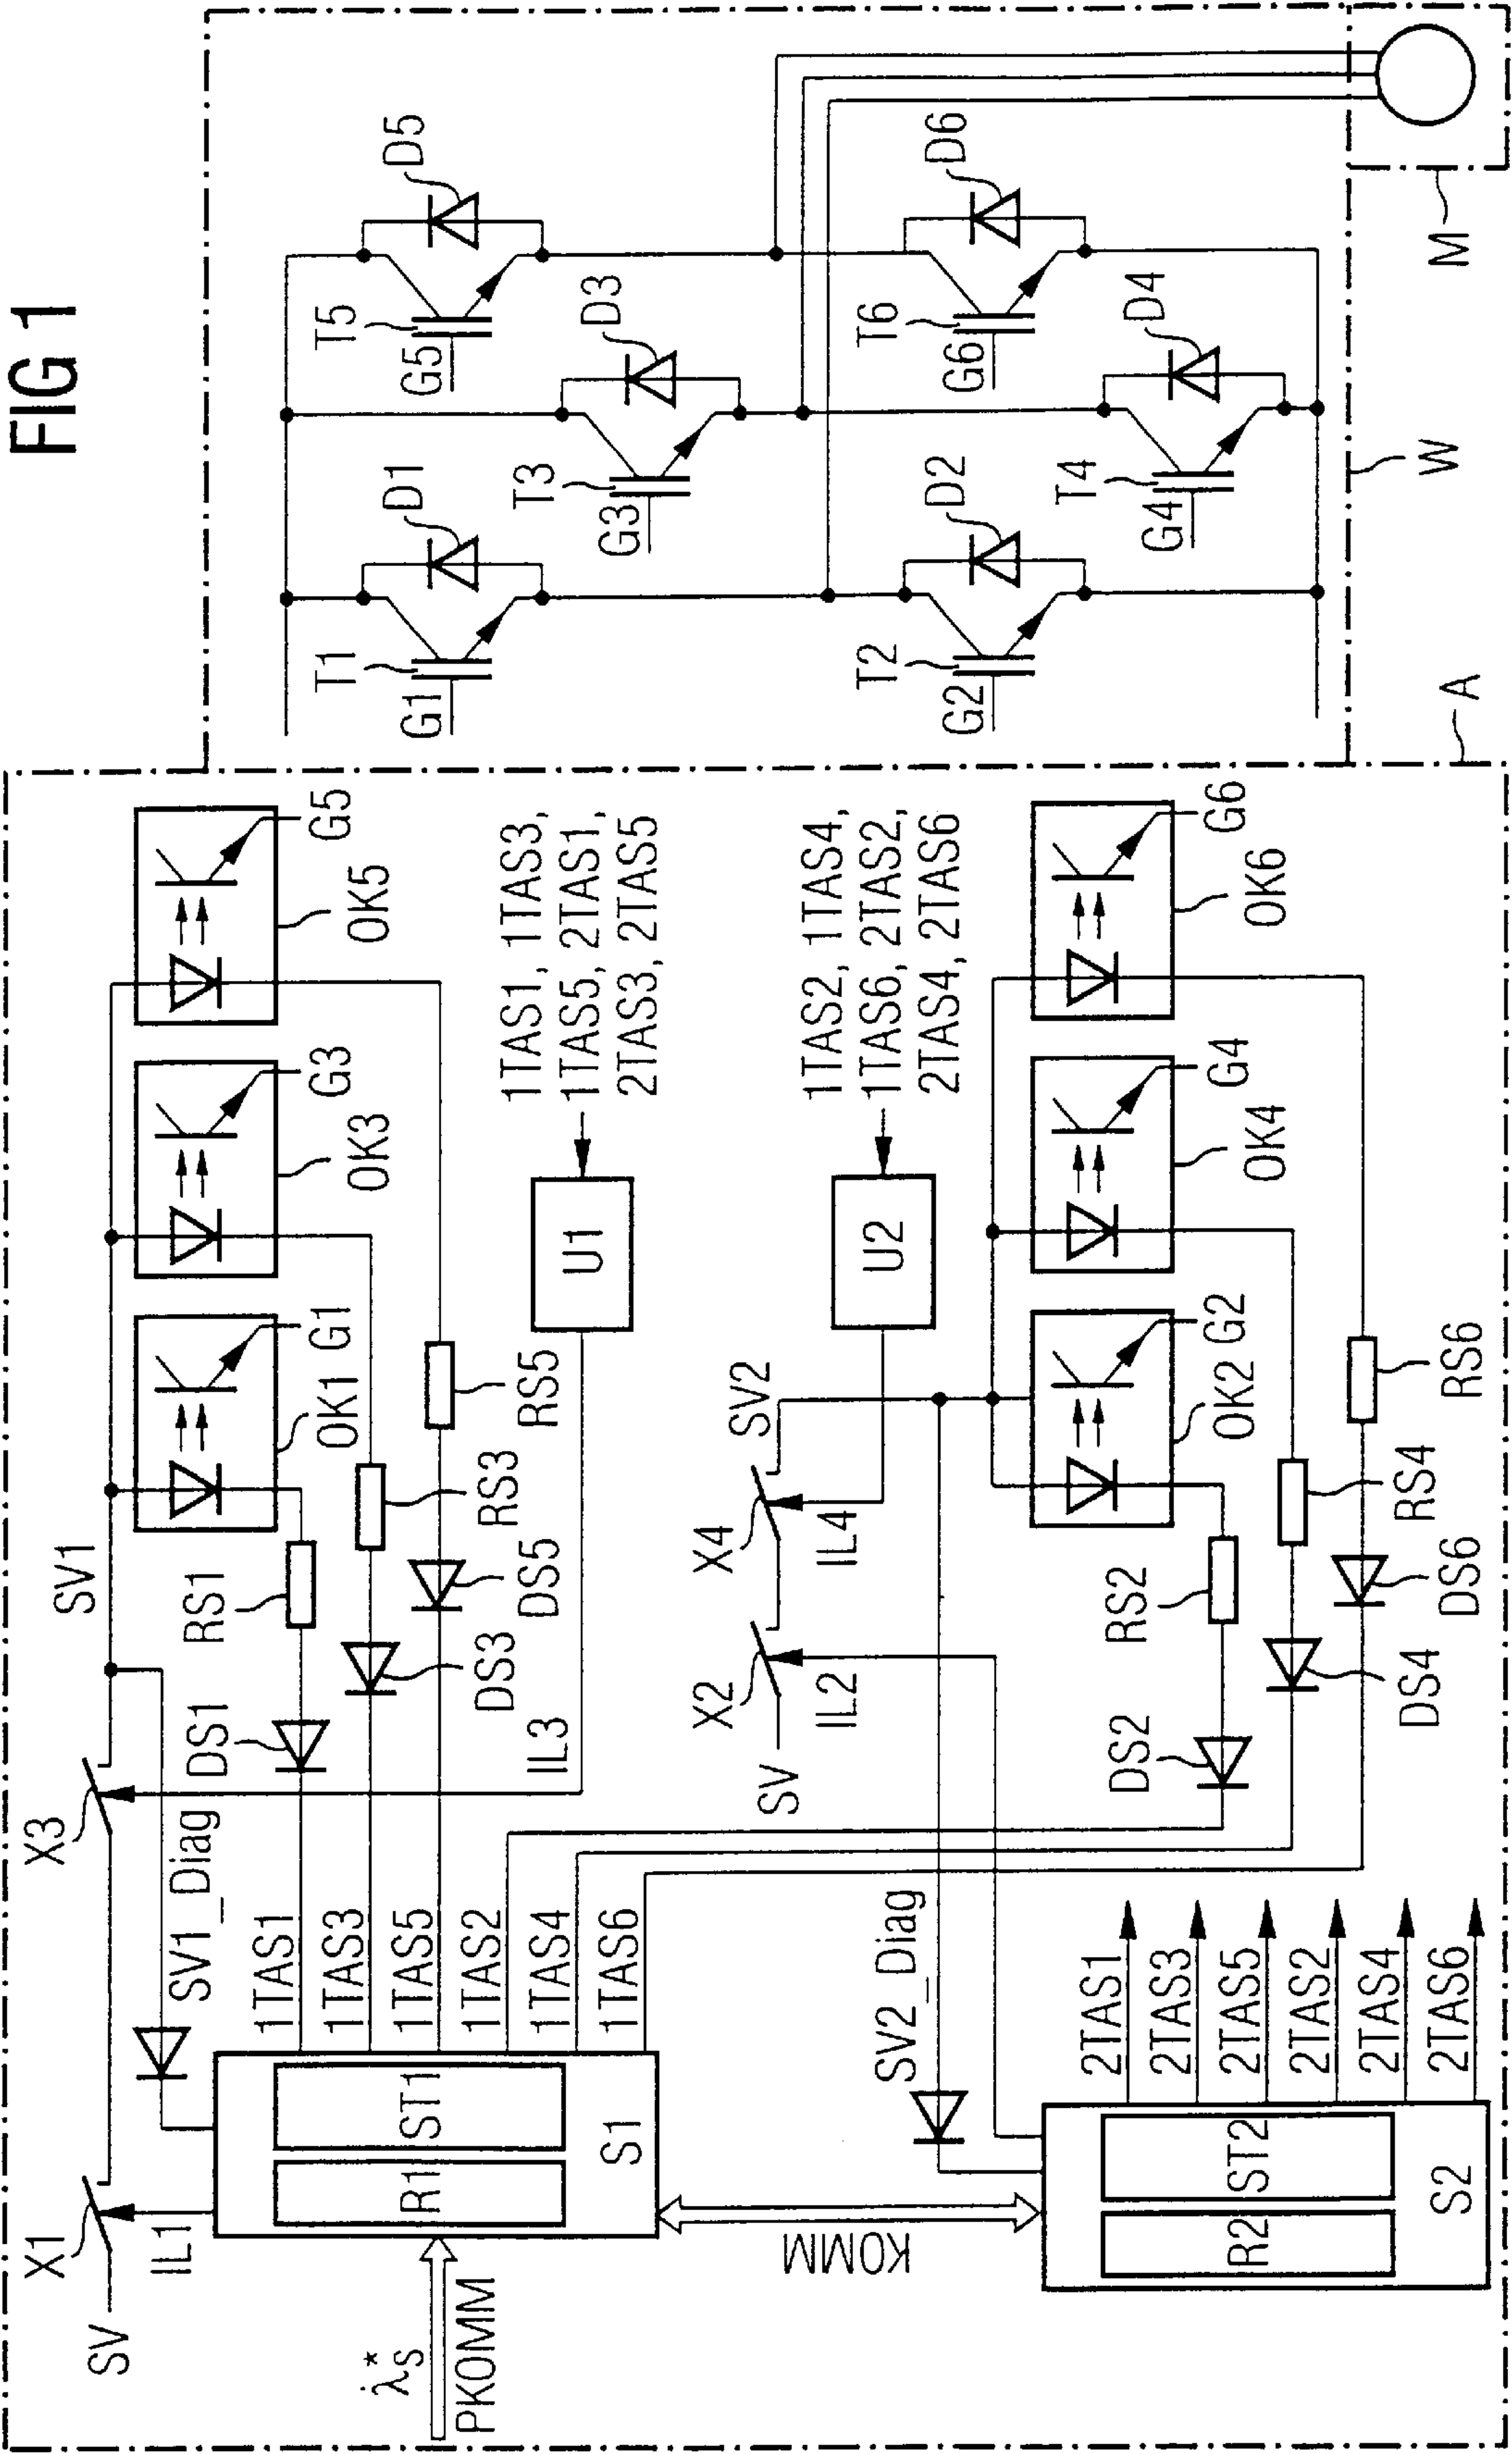 FIG 1
SV
X1
IL1
X3
SV1_Diag
SV1
λ̇*S
PKOMM
R1
ST1
S1
1TAS1
1TAS3
1TAS5
1TAS2
1TAS4
1TAS6
DS1
RS1
DS3
RS3
DS5
RS5
IL3
OK1
G1
OK3
G3
OK5
G5
U1
1TAS1, 1TAS3,
1TAS5, 2TAS1,
2TAS3, 2TAS5
KOMM
SV2_Diag
SV
X2
IL2
X4
IL4
SV2
U2
1TAS2, 1TAS4,
1TAS6, 2TAS2,
2TAS4, 2TAS6
R2
ST2
S2
2TAS1
2TAS3
2TAS5
2TAS2
2TAS4
2TAS6
DS2
RS2
DS4
RS4
DS6
RS6
OK2
G2
OK4
G4
OK6
G6
A
T1
G1
D1
T3
G3
D3
T5
G5
D5
T2
G2
D2
T4
G4
D4
T6
G6
D6
W
M